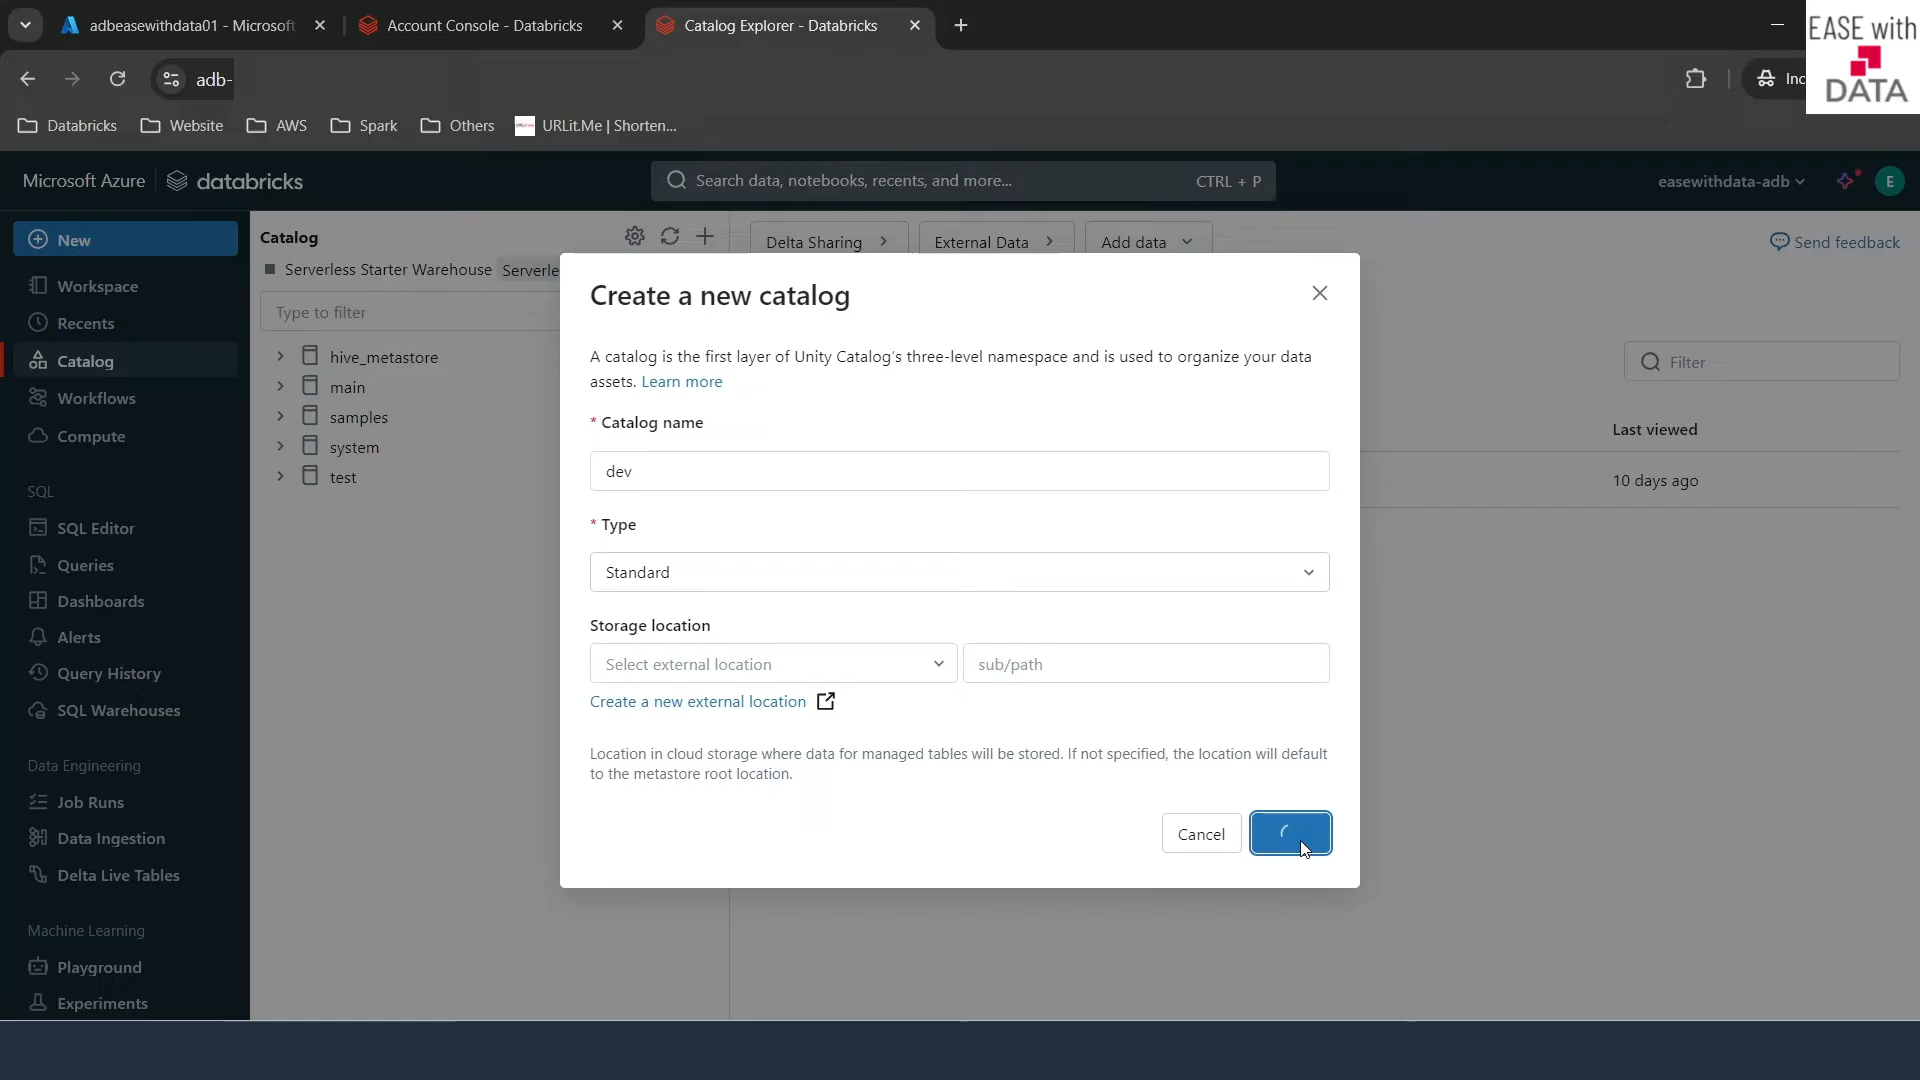 adbeasewithdata01 - Microsoft
Account Console - Databricks
Catalog Explorer - Databricks
EASE with
DATA
adb-
Inc
Databricks
Website
AWS
Spark
Others
URLit.Me | Shorten...
Microsoft Azure
databricks
Search data, notebooks, recents, and more...
CTRL + P
easewithdata-adb
E
New
Workspace
Recents
Catalog
Workflows
Compute
SQL
SQL Editor
Queries
Dashboards
Alerts
Query History
SQL Warehouses
Data Engineering
Job Runs
Data Ingestion
Delta Live Tables
Machine Learning
Playground
Experiments
Catalog
Serverless Starter Warehouse
Serverle
Type to filter
hive_metastore
main
samples
system
test
Delta Sharing
External Data
Add data
Send feedback
Filter
Last viewed
10 days ago
Create a new catalog
A catalog is the first layer of Unity Catalog's three-level namespace and is used to organize your data
assets. Learn more
* Catalog name
dev
* Type
Standard
Storage location
Select external location
sub/path
Create a new external location
Location in cloud storage where data for managed tables will be stored. If not specified, the location will default
to the metastore root location.
Cancel